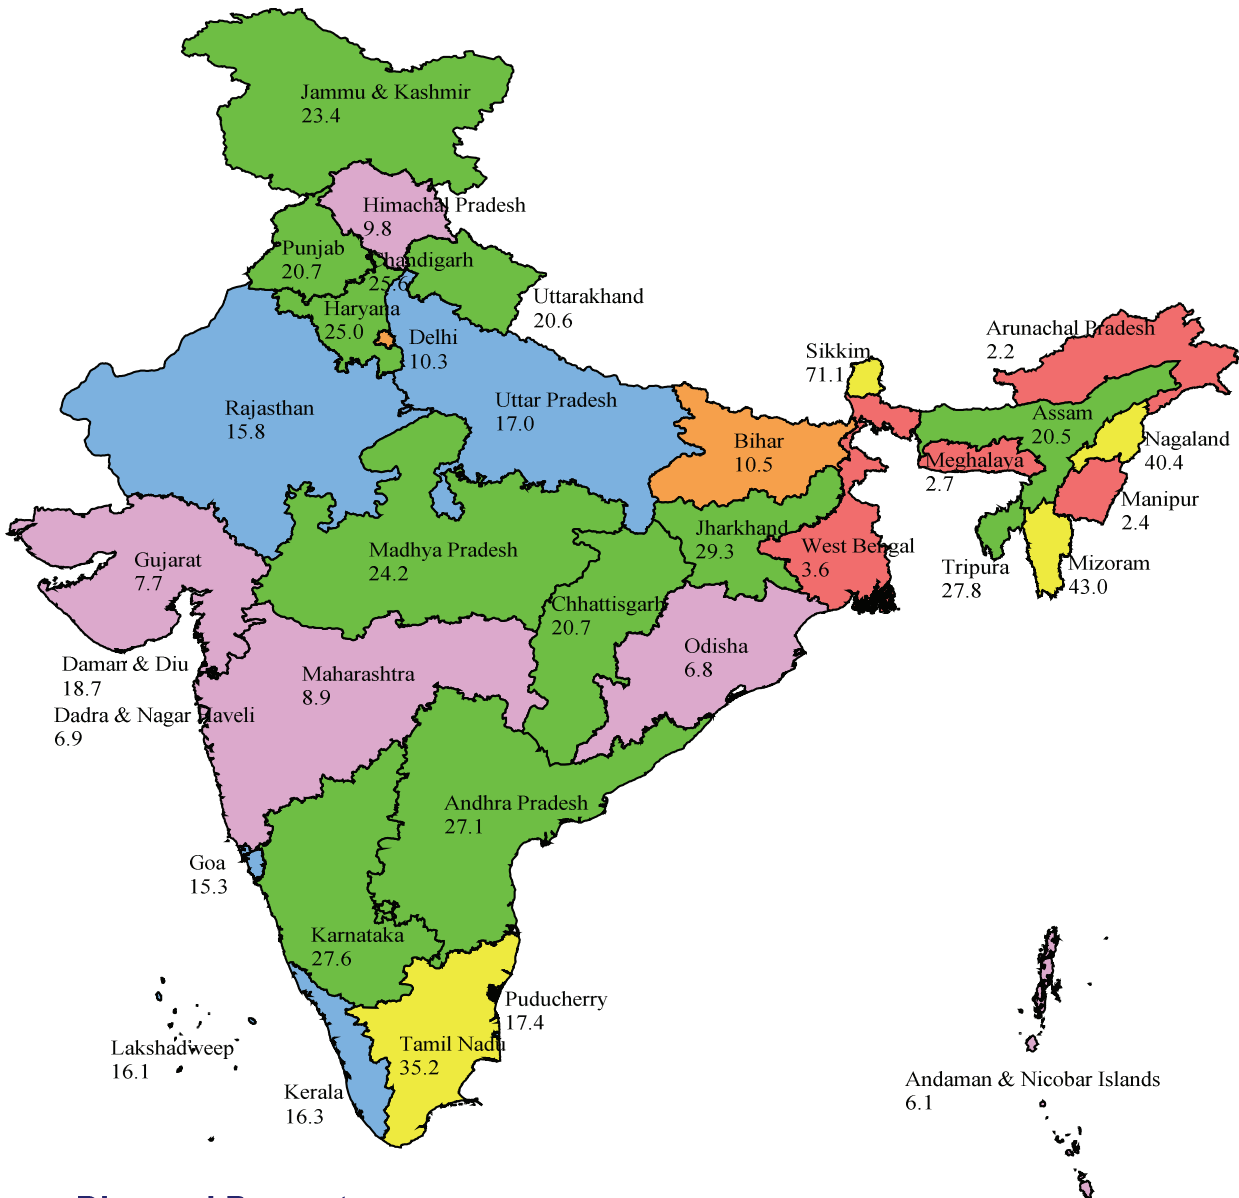 Jammu & Kashmir
23.4
Himachal Pradesh
9.8
Punjab
20.7
Chandigarh
25.6
Uttarakhand
20.6
Haryana
25.0
Delhi
10.3
Arunachal Pradesh
2.2
Sikkim
71.1
Rajasthan
15.8
Uttar Pradesh
17.0
Bihar
10.5
Assam
20.5
Nagaland
40.4
Meghalaya
2.7
Manipur
2.4
Jharkhand
29.3
West Bengal
3.6
Tripura
27.8
Mizoram
43.0
Gujarat
7.7
Madhya Pradesh
24.2
Chhattisgarh
20.7
Odisha
6.8
Daman & Diu
18.7
Maharashtra
8.9
Dadra & Nagar Haveli
6.9
Andhra Pradesh
27.1
Goa
15.3
Karnataka
27.6
Puducherry
17.4
Lakshadweep
16.1
Tamil Nadu
35.2
Kerala
16.3
Andaman & Nicobar Islands
6.1